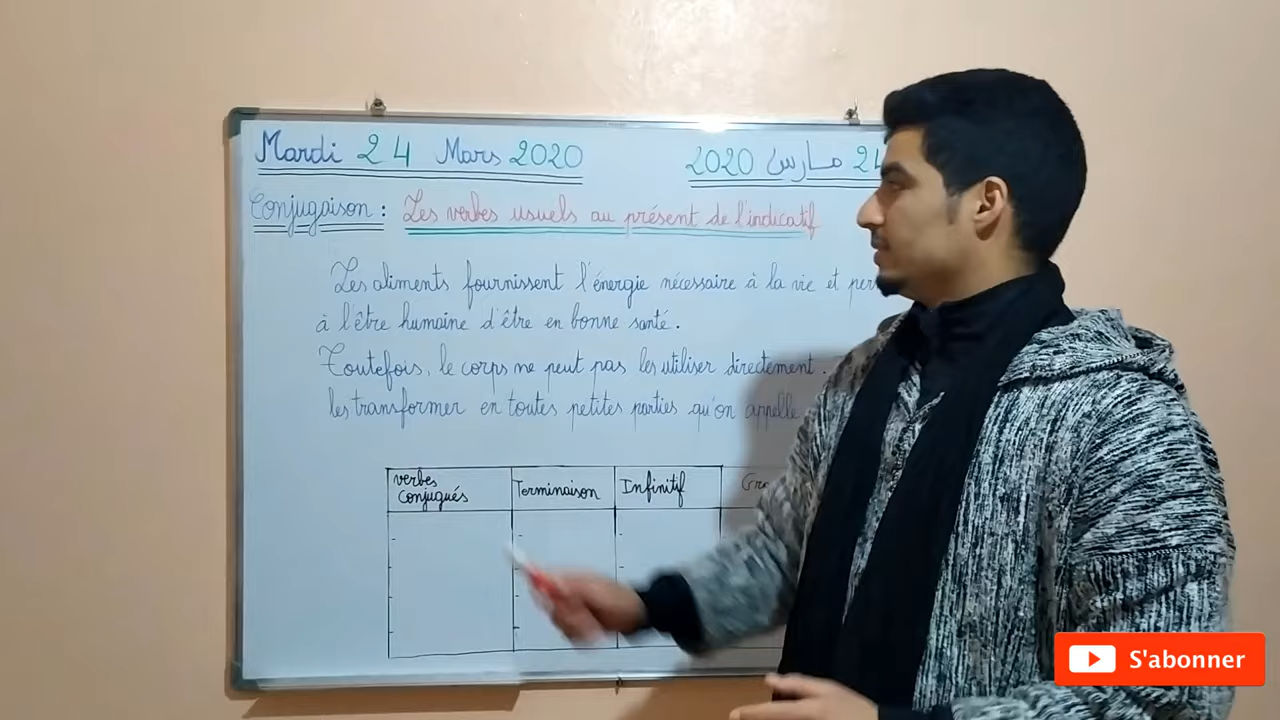 Mardi 24 Mars 2020
24 مارس 2020
Conjugaison : Les verbes usuels au présent de l'indicatif
Les aliments fournissent l'énergie nécessaire à la vie et per
à l'être humaine d'être en bonne santé.
Toutefois, le corps ne peut pas les utiliser directement.
les transformer en toutes petites parties qu'on appelle
verbes conjugués
Terminaison
Infinitif
Gro
S'abonner